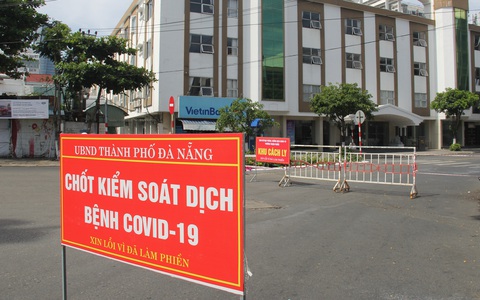 UBND THÀNH PHỐ ĐÀ NẴNG
CHỐT KIỂM SOÁT DỊCH
BỆNH COVID-19
XIN LỖI VÌ ĐÃ LÀM PHIỀN
VietinBank
KHU CÁCH LY